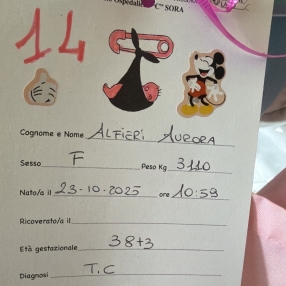 Ospedali
C" SORA
14
Cognome e Nome ALFIERI AURORA
Sesso F Peso Kg 3110
Nato/a il 23-10-2025 ore 10:59
Ricoverato/a il
Età gestazionale 38+3
Diagnosi T.C